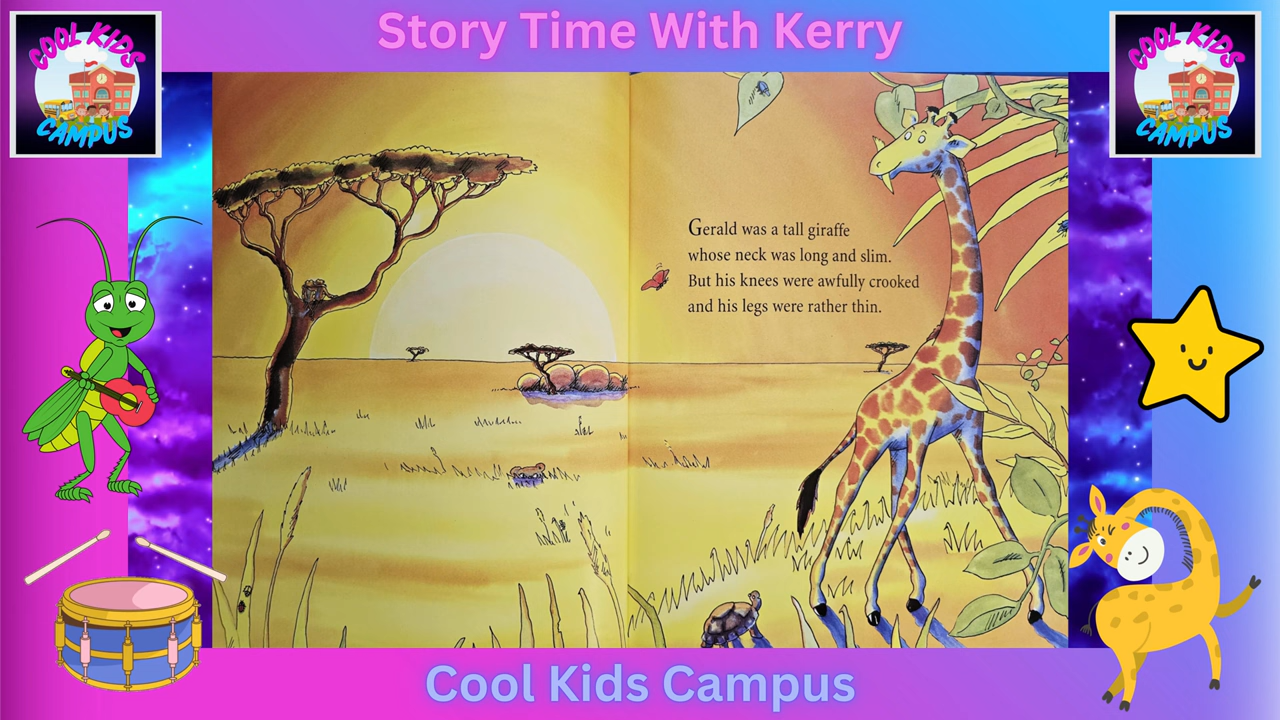 Story Time With Kerry
COOL KIDS
CAMPUS
COOL KIDS
CAMPUS
Gerald was a tall giraffe
whose neck was long and slim.
But his knees were awfully crooked
and his legs were rather thin.
Cool Kids Campus